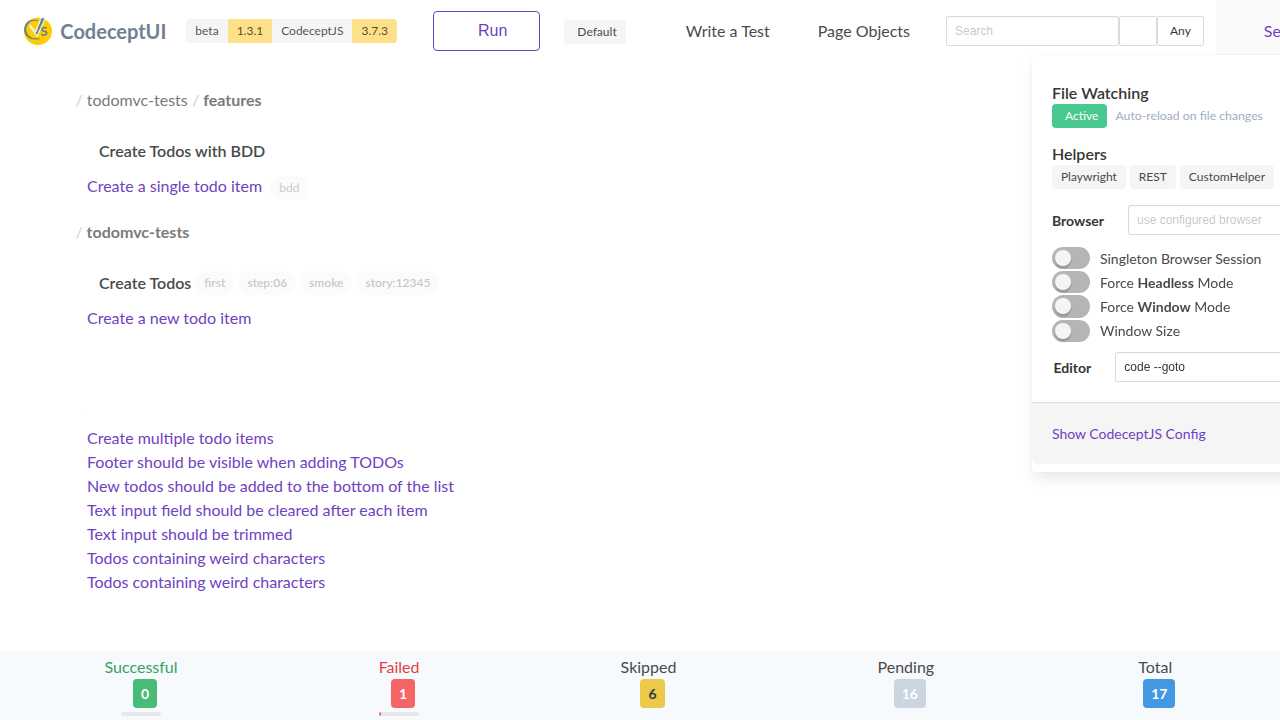 CodeceptUI beta 1.3.1 CodeceptJS 3.7.3 Run Default Write a Test Page Objects Search Any Se
/ todomvc-tests / features
Create Todos with BDD
Create a single todo item bdd
/ todomvc-tests
Create Todos first step:06 smoke story:12345
Create a new todo item
Create multiple todo items
Footer should be visible when adding TODOs
New todos should be added to the bottom of the list
Text input field should be cleared after each item
Text input should be trimmed
Todos containing weird characters
Todos containing weird characters
File Watching
Active Auto-reload on file changes
Helpers
Playwright REST CustomHelper
Browser use configured browser
Singleton Browser Session
Force Headless Mode
Force Window Mode
Window Size
Editor code --goto
Show CodeceptJS Config
Successful Failed Skipped Pending Total
0 1 6 16 17